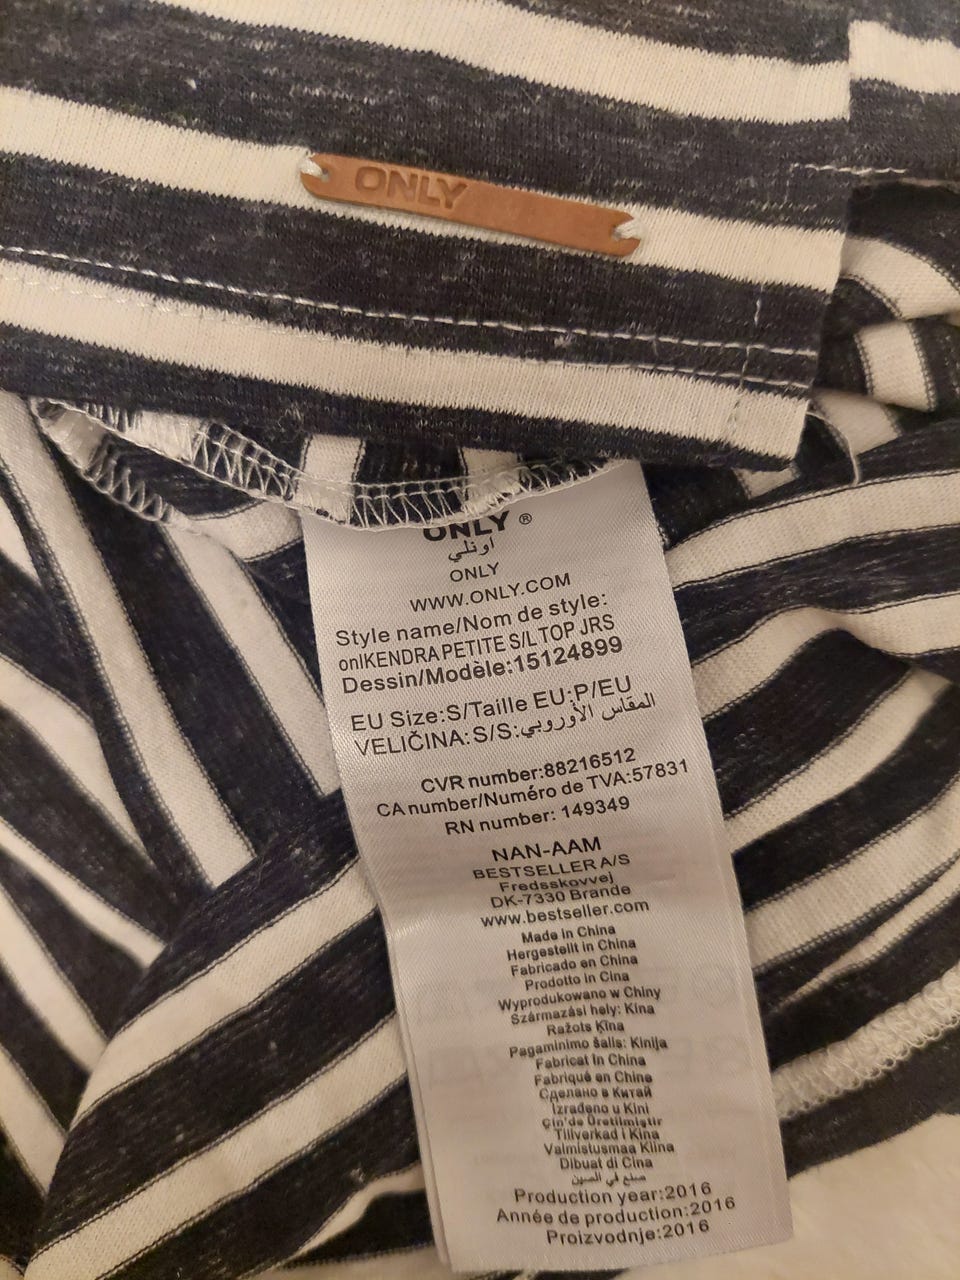 ONLY
ONLY ®
اونلي
ONLY
WWW.ONLY.COM
Style name/Nom de style:
onlKENDRA PETITE S/L TOP JRS
Dessin/Modèle:15124899
EU Size:S/Taille EU:P/EU
VELIČINA:S/S:المقاس الأوروبي
CVR number:88216512
CA number/Numéro de TVA:57831
RN number: 149349
NAN-AAM
BESTSELLER A/S
Fredsskovvej
DK-7330 Brande
www.bestseller.com
Made in China
Hergestellt in China
Fabricado en China
Prodotto in Cina
Wyprodukowano w Chiny
Származási hely: Kina
Ražots Ķīna
Pagaminimo šalis: Kinija
Fabricat în China
Fabriqué en China
Сделано в Китай
Izrađeno u Kini
Çin'de Üretilmiştir
Tillverkad i Kina
Valmistusmaa Kiina
Dibuat di Cina
صنع في الصين
Production year:2016
Année de production:2016
Proizvodnje:2016